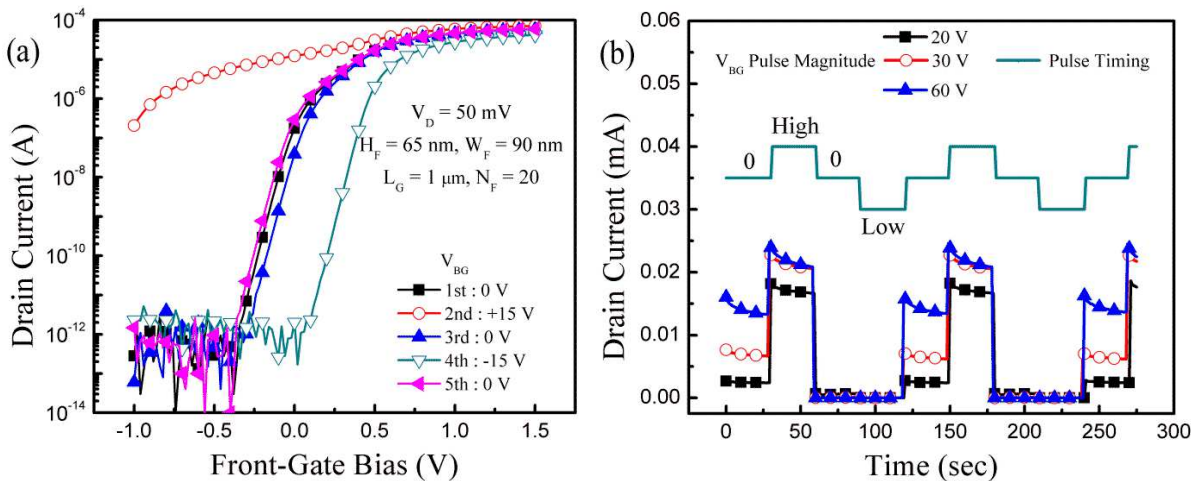 (a)
Drain Current (A)
10⁻⁴
10⁻⁶
10⁻⁸
10⁻¹⁰
10⁻¹²
10⁻¹⁴
V_D = 50 mV
H_F = 65 nm, W_F = 90 nm
L_G = 1 μm, N_F = 20
V_BG
1st : 0 V
2nd : +15 V
3rd : 0 V
4th : -15 V
5th : 0 V
-1.0 -0.5 0.0 0.5 1.0 1.5
Front-Gate Bias (V)
(b)
Drain Current (mA)
0.06
0.05
0.04
0.03
0.02
0.01
0.00
V_BG Pulse Magnitude
20 V
30 V
60 V
Pulse Timing
0 High 0
Low
0 50 100 150 200 250 300
Time (sec)